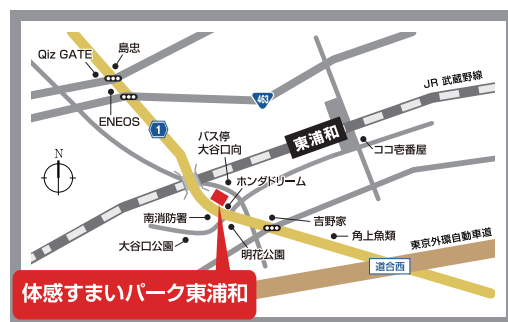 島忠
Qiz GATE
463
ENEOS
1
JR 武蔵野線
バス停
大谷口向
東浦和
ココ壱番屋
N
ホンダドリーム
南消防署
吉野家
角上魚類
大谷口公園
明花公園
東京外環自動車道
道合西
体感すまいパーク東浦和